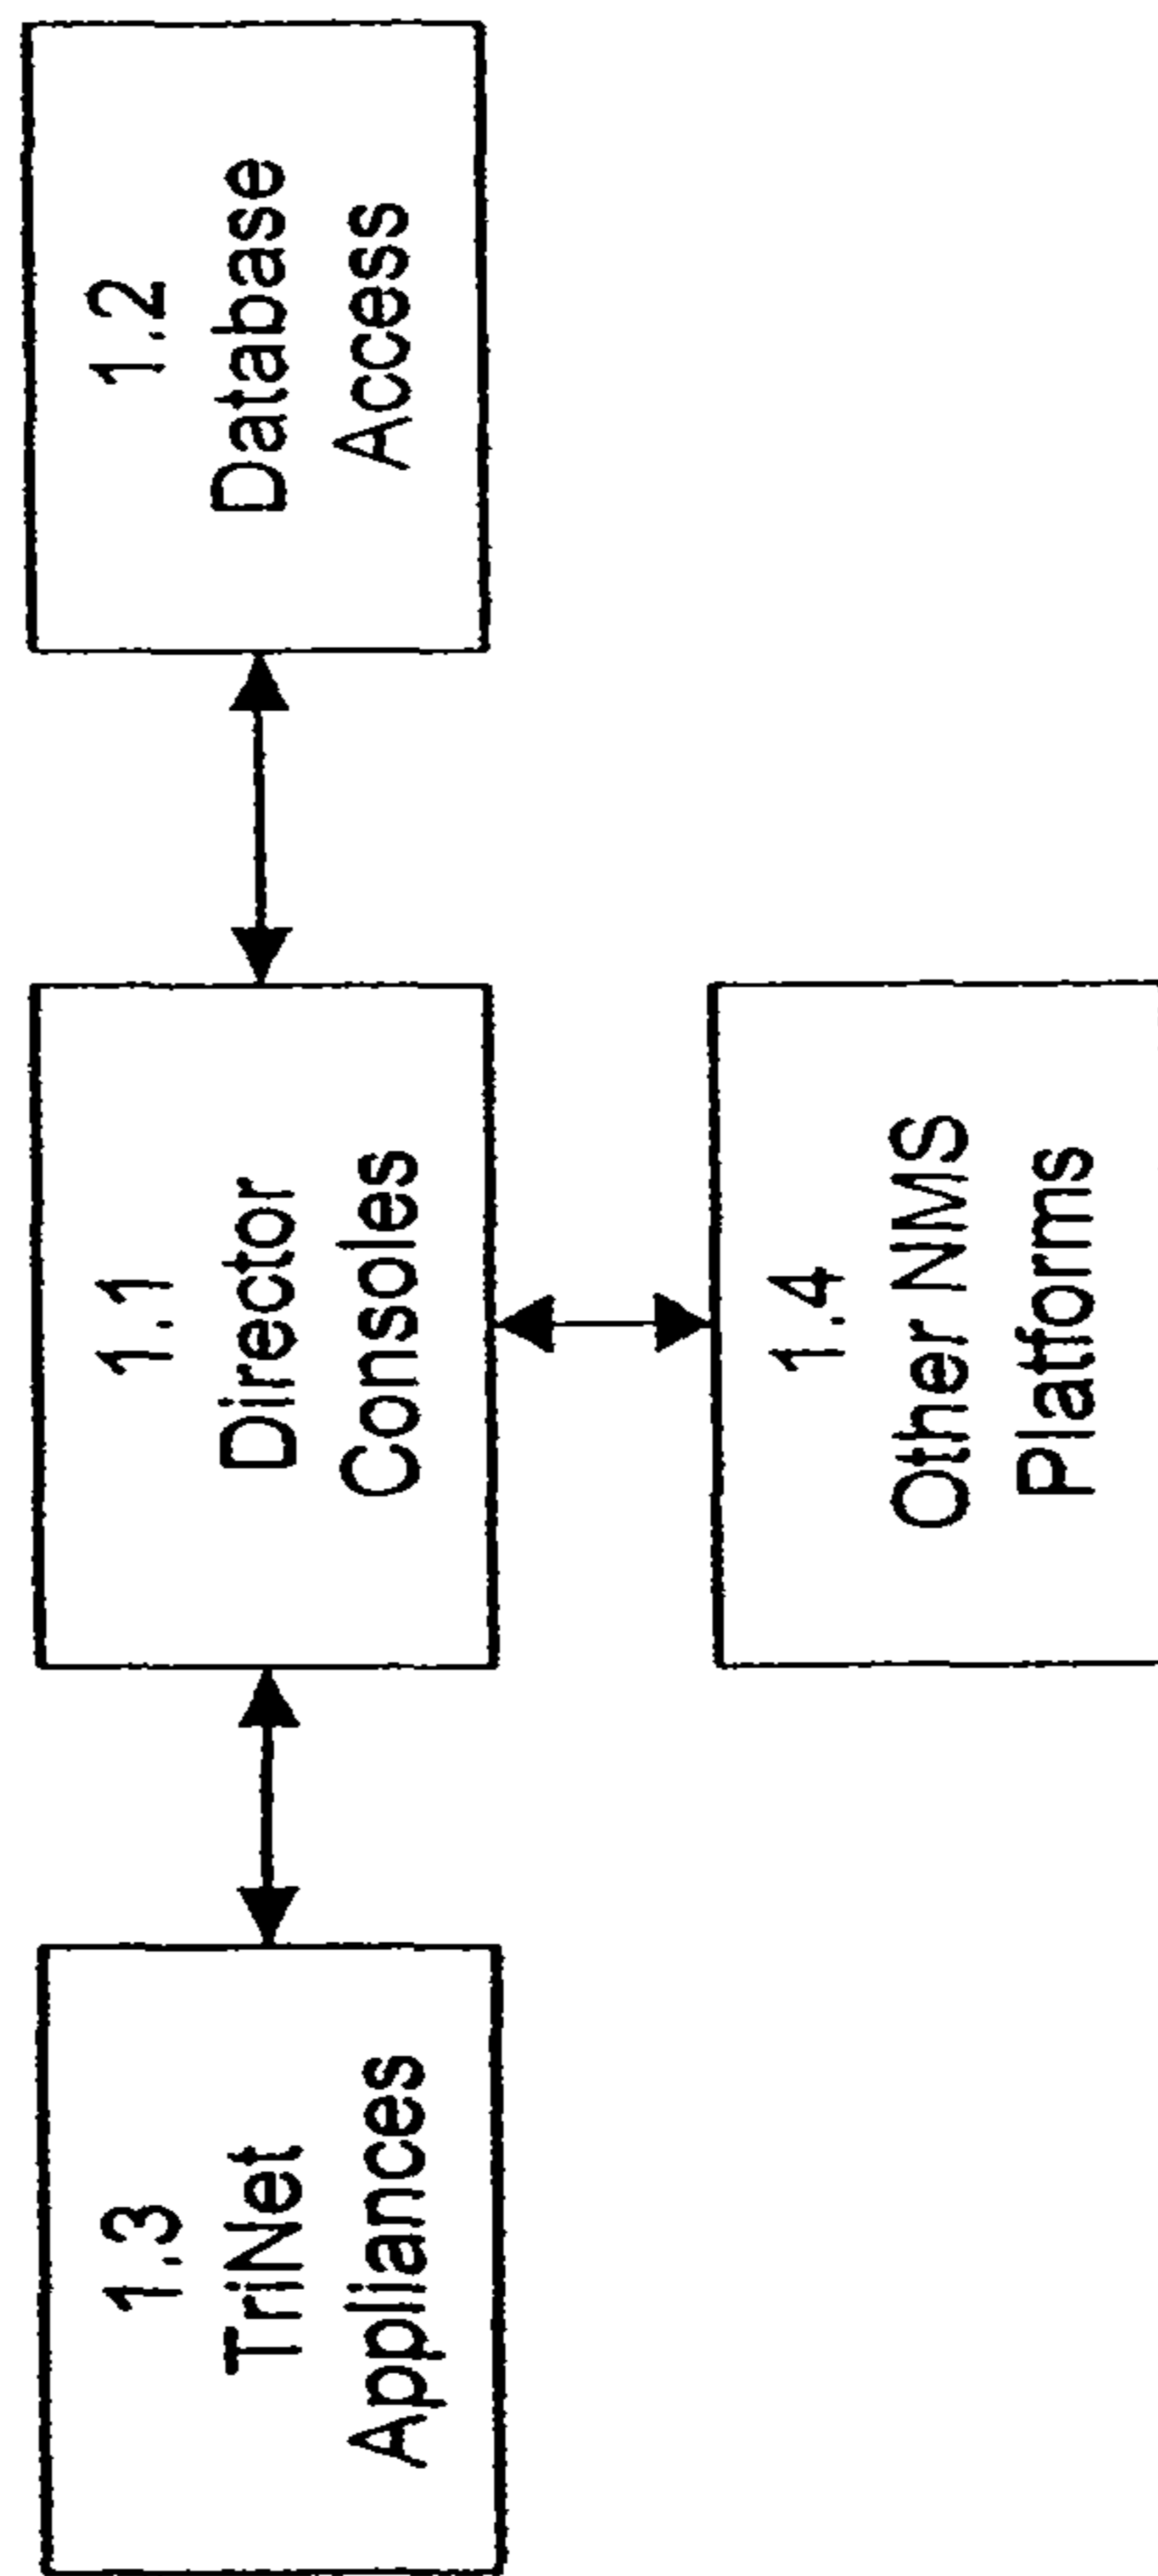 1.3
TriNet
Appliances
1.1
Director
Consoles
1.2
Database
Access
1.4
Other NMS
Platforms